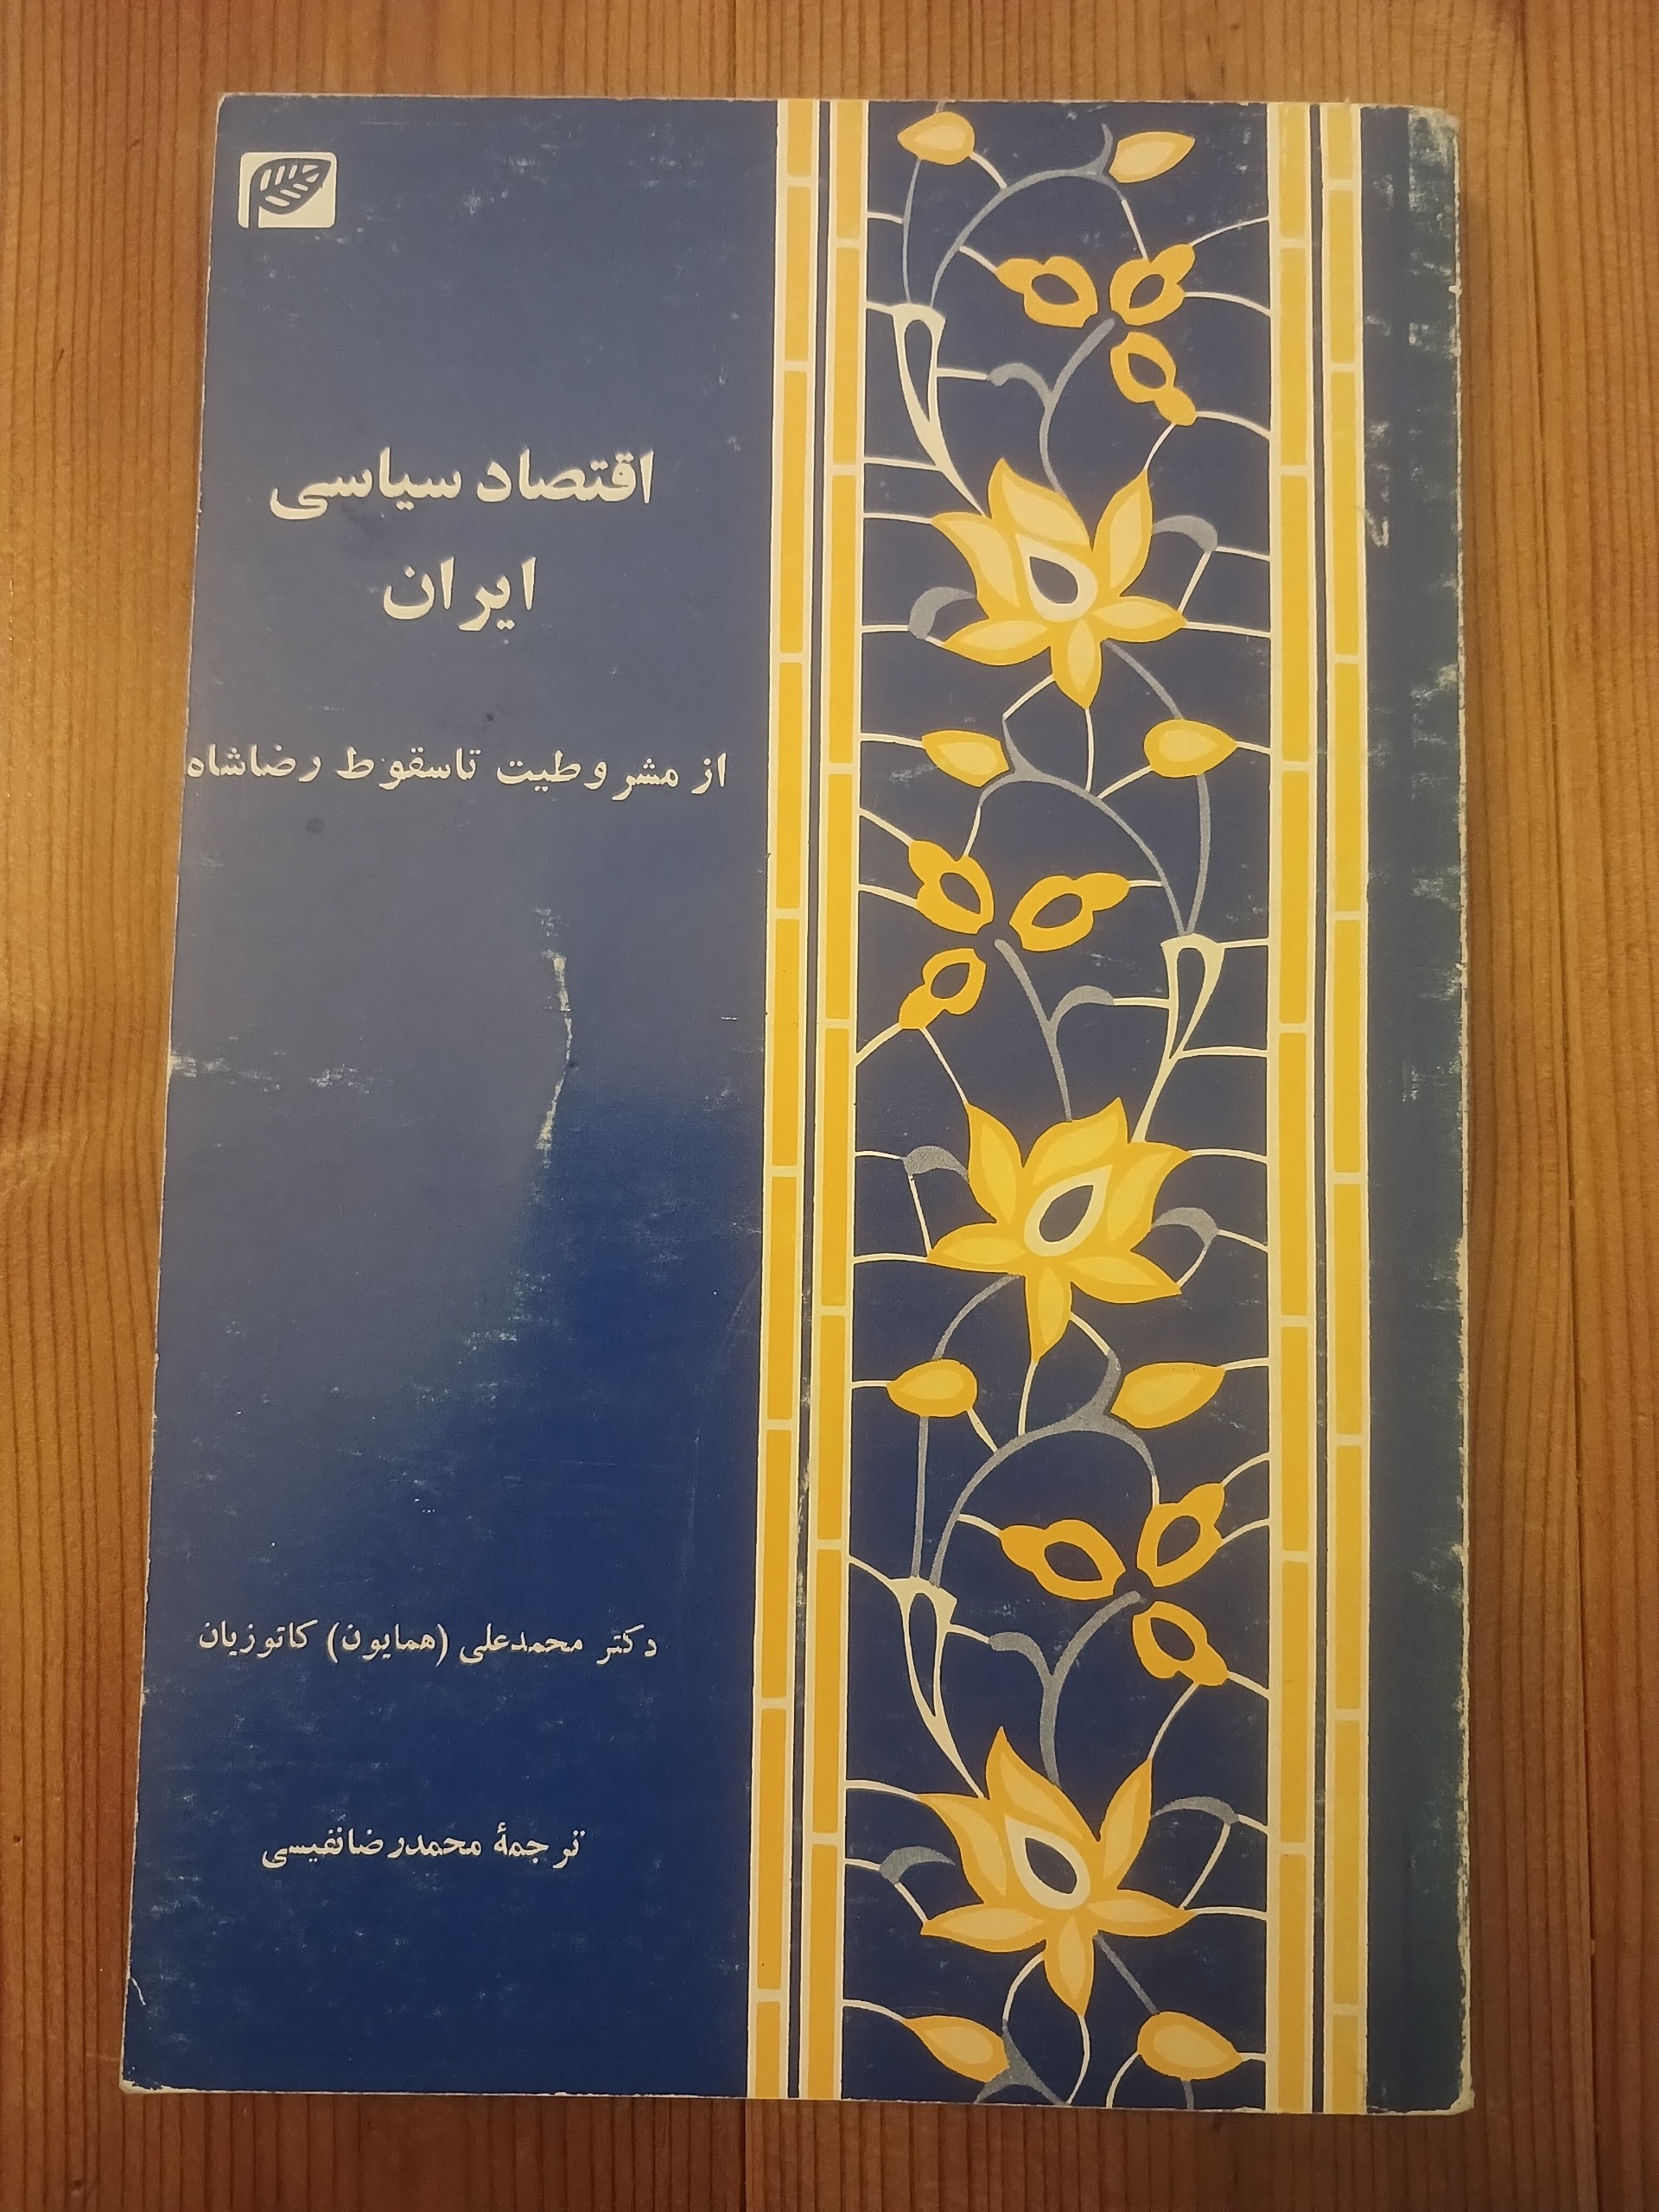 اقتصاد سیاسی
ایران
از مشروطیت تا سقوط رضاشاه
دکتر محمدعلی (همایون) کاتوزیان
ترجمهٔ محمدرضا نفیسی